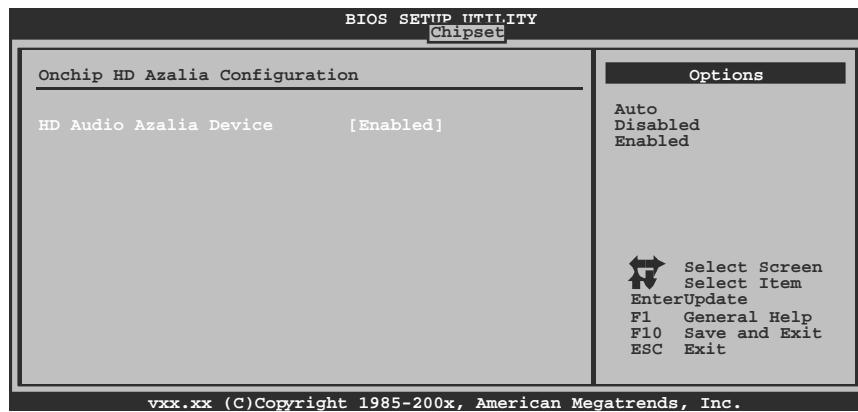 BIOS SETUP UTILITY
Chipset
Onchip HD Azalia Configuration
HD Audio Azalia Device [Enabled]
Options
Auto
Disabled
Enabled
Select Screen
Select Item
EnterUpdate
F1 General Help
F10 Save and Exit
ESC Exit
vxx.xx (C)Copyright 1985-200x, American Megatrends, Inc.